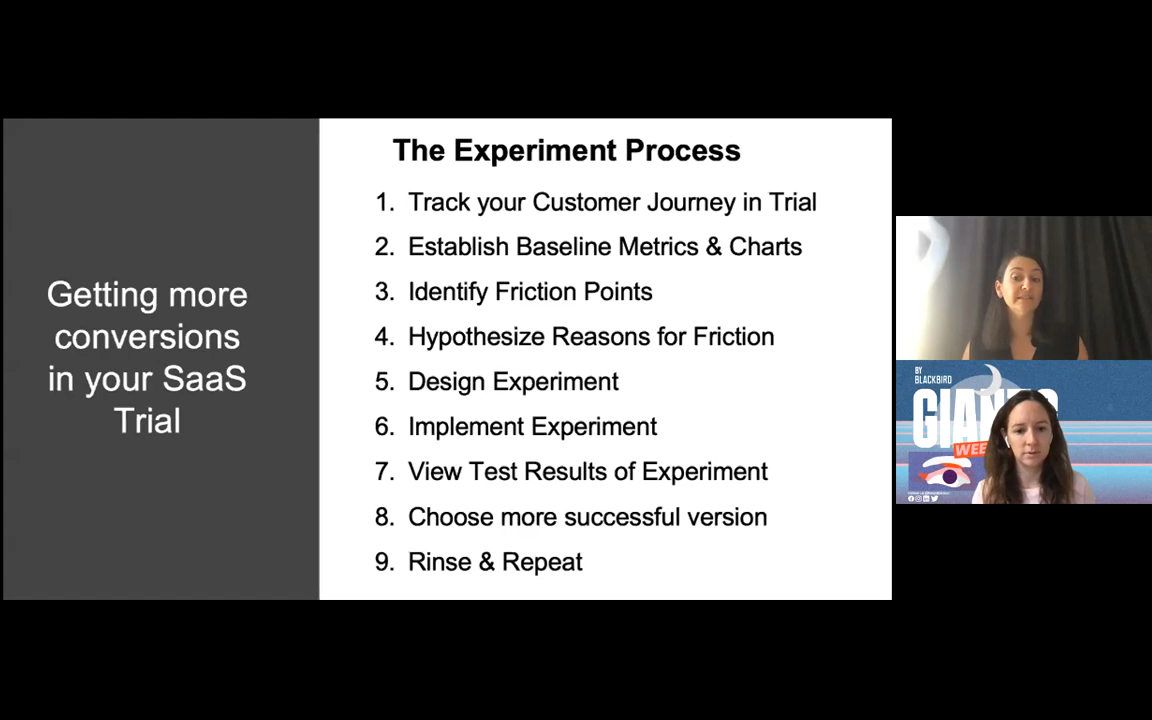 Getting more
conversions
in your SaaS
Trial
The Experiment Process
1. Track your Customer Journey in Trial
2. Establish Baseline Metrics & Charts
3. Identify Friction Points
4. Hypothesize Reasons for Friction
5. Design Experiment
6. Implement Experiment
7. View Test Results of Experiment
8. Choose more successful version
9. Rinse & Repeat
BY
BLACKBIRD